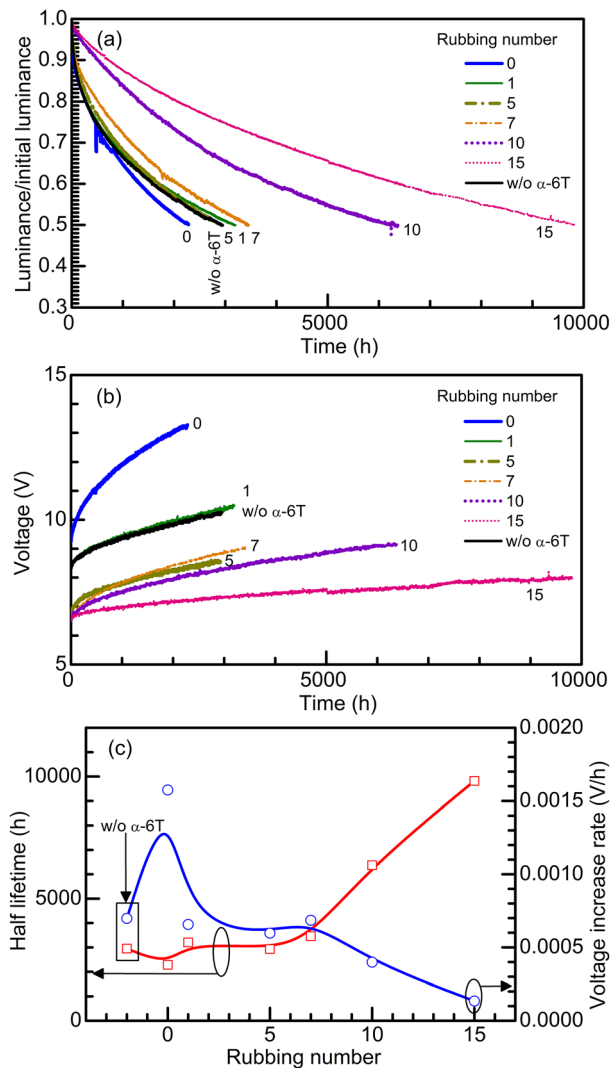 (a)
Rubbing number
0
1
5
7
10
15
w/o α-6T
1.0
0.9
0.8
0.7
0.6
0.5
0.4
0.3
Luminance/initial luminance
0
w/o α-6T
5 1 7
10
15
0
5000
10000
Time (h)
(b)
Rubbing number
0
1
5
7
10
15
w/o α-6T
15
10
5
Voltage (V)
0
1
w/o α-6T
7
5
10
15
0
5000
10000
Time (h)
(c)
w/o α-6T
10000
5000
0
Half lifetime (h)
0.0020
0.0015
0.0010
0.0005
0.0000
Voltage increase rate (V/h)
0
5
10
15
Rubbing number